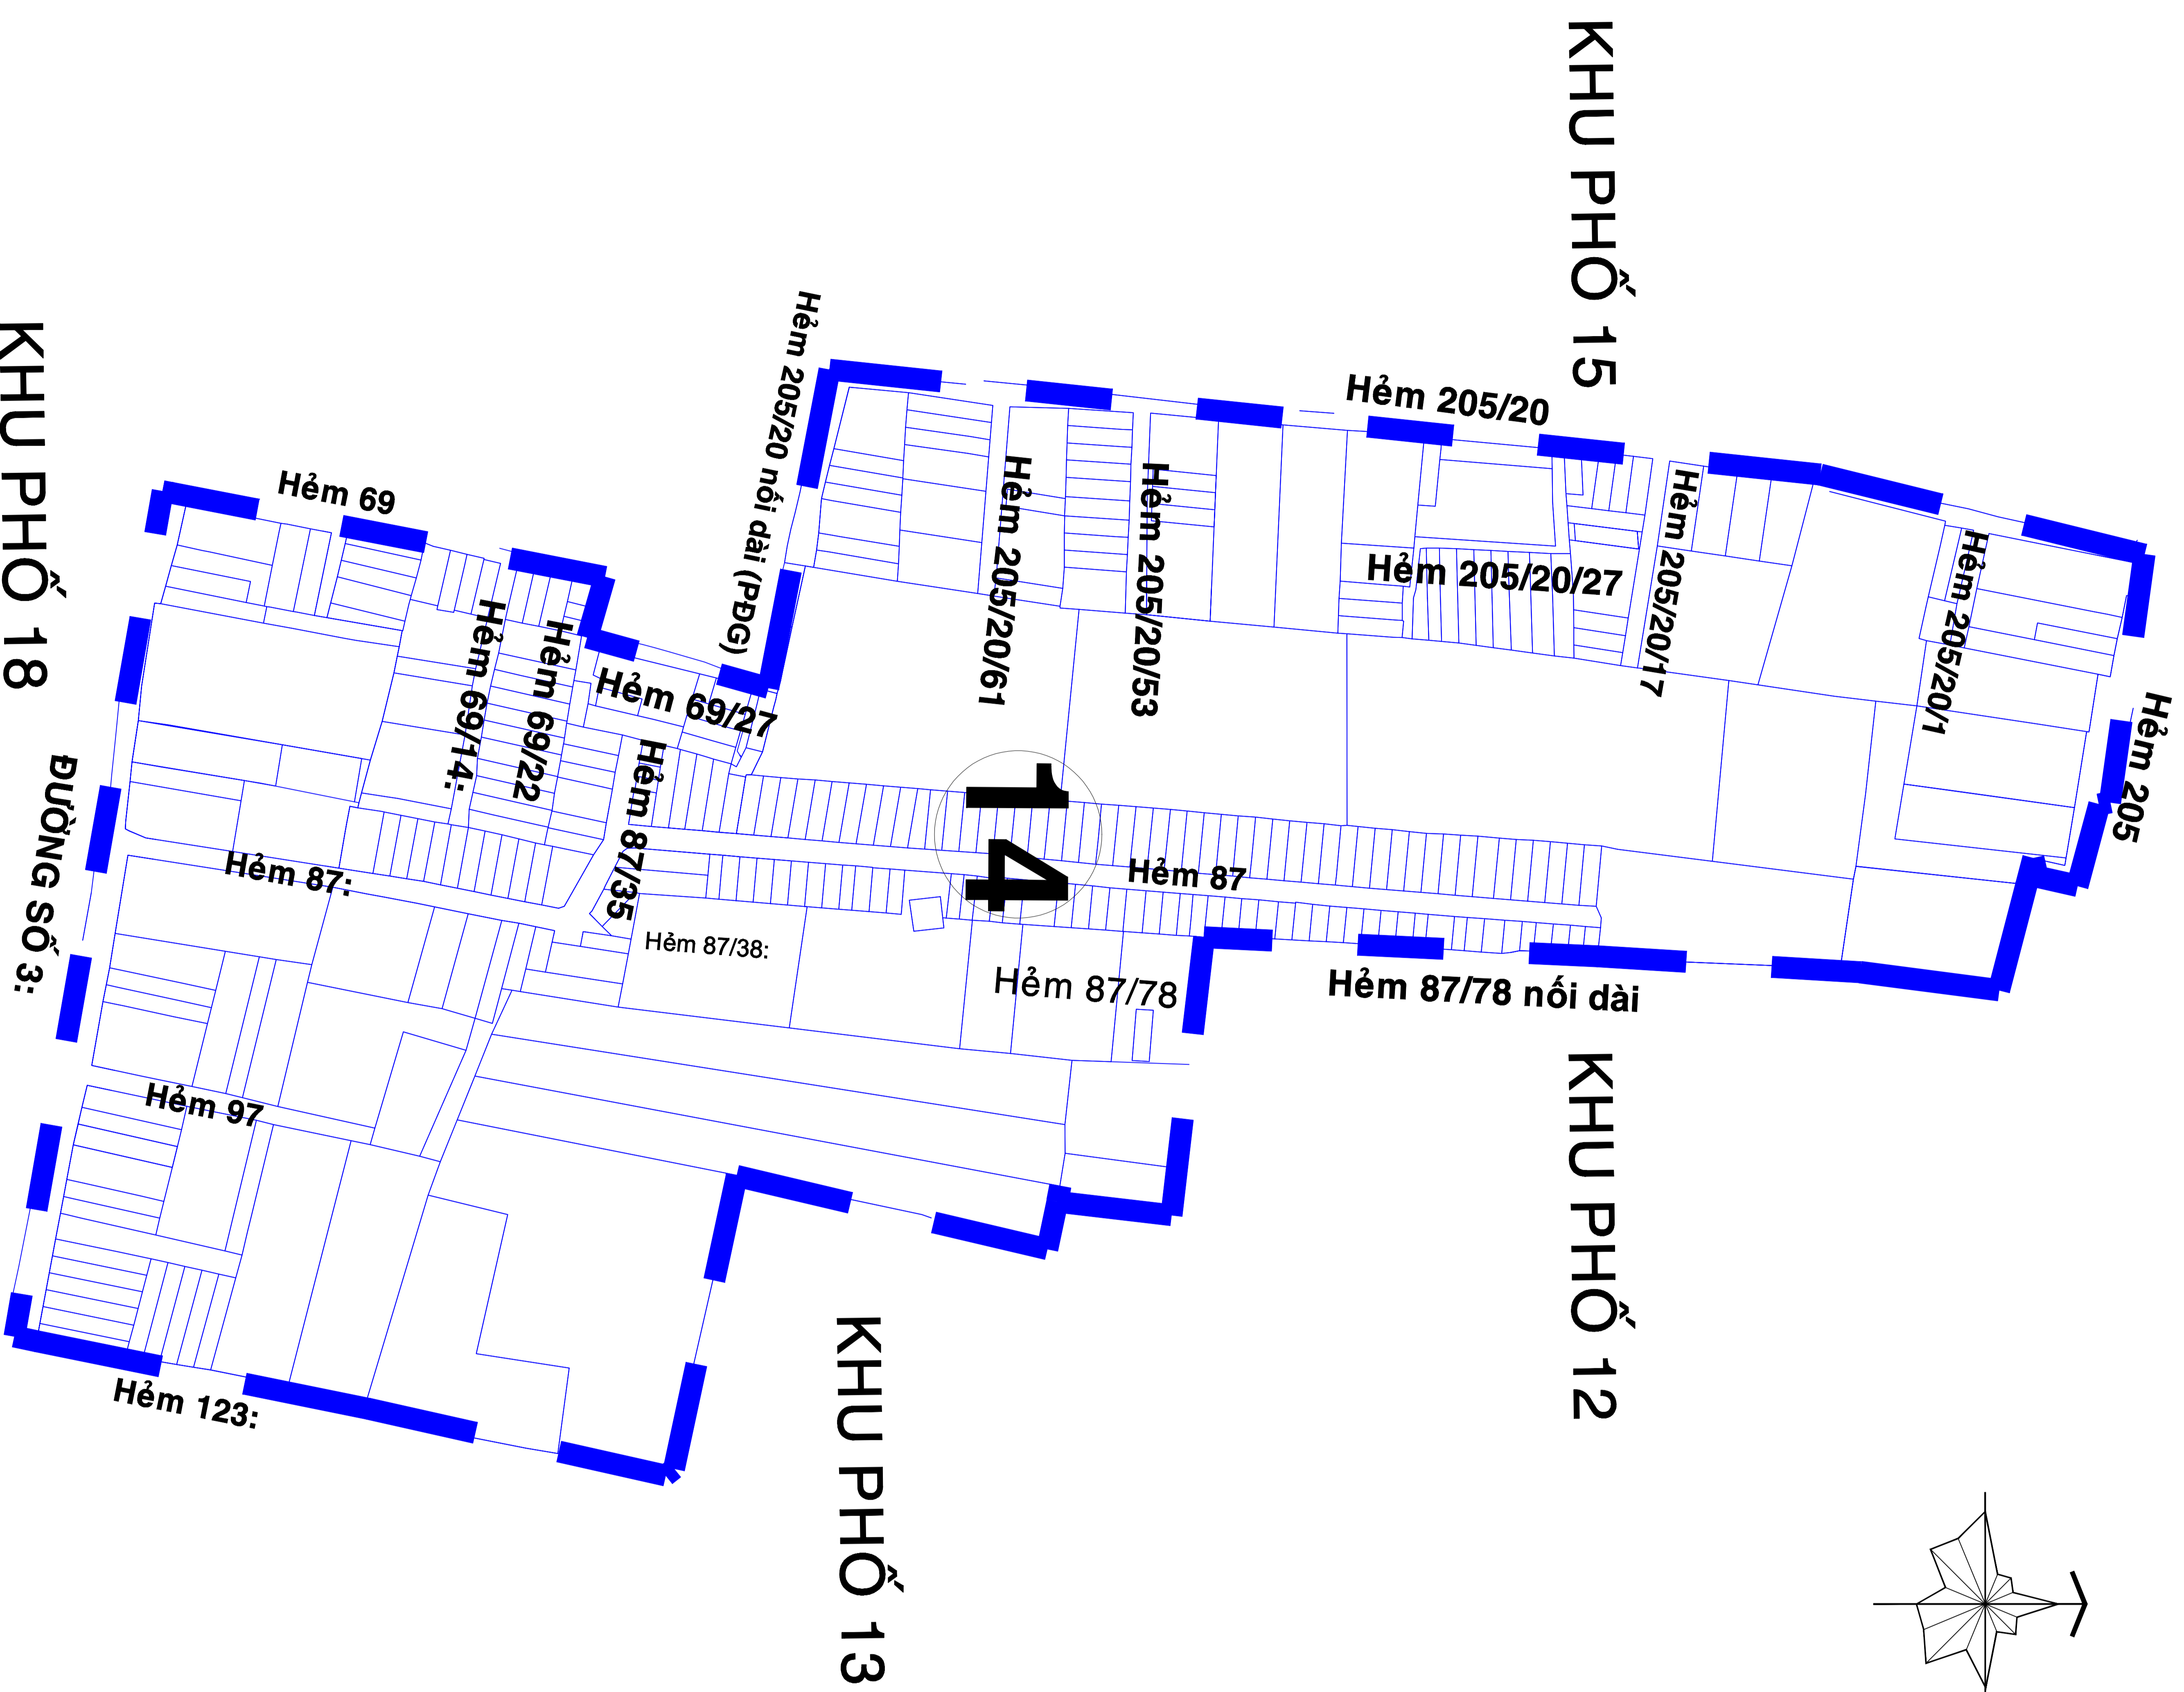 KHU PHỐ 15
KHU PHỐ 18
Hẻm 205/20 nối dài (PĐG)
Hẻm 205/20
Hẻm 69
Hẻm 205/20/61
Hẻm 205/20/53
Hẻm 205/20/27
Hẻm 205/20/17
Hẻm 205/20/1
Hẻm 205
Hẻm 69/14:
Hẻm 69/22
Hẻm 69/27
Hẻm 87/35
ĐƯỜNG SỐ 3:
14
Hẻm 87:
Hẻm 87
Hẻm 87/38:
Hẻm 87/78
Hẻm 87/78 nối dài
Hẻm 97
KHU PHỐ 12
Hẻm 123:
KHU PHỐ 13